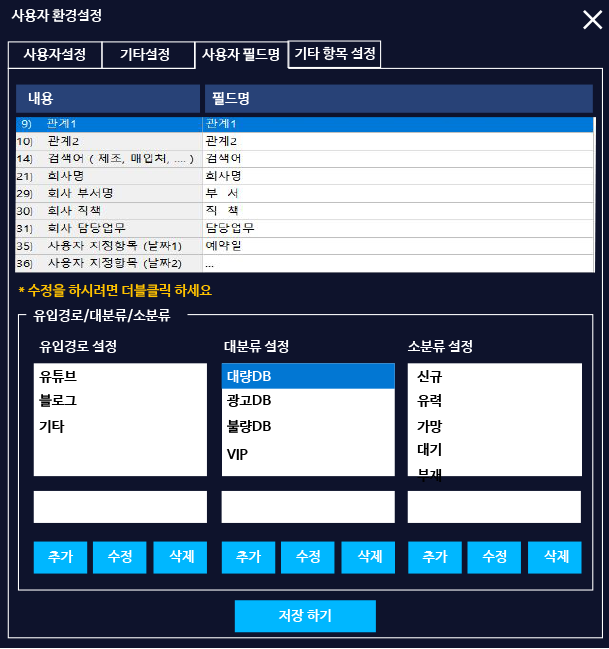 사용자 환경설정
사용자설정 기타설정 사용자 필드명 기타 항목 설정
내용 필드명
9) 관계1 관계1
10) 관계2 관계2
14) 검색어 ( 제조, 매입처, .... ) 검색어
21) 회사명 회사명
29) 회사 부서명 부 서
30) 회사 직책 직 책
31) 회사 담당업무 담당업무
35) 사용자 지정항목 (날짜1) 예약일
36) 사용자 지정항목 (날짜2) ...
* 수정을 하시려면 더블클릭 하세요
유입경로/대분류/소분류
유입경로 설정 대분류 설정 소분류 설정
유튜브 대량DB 신규
블로그 광고DB 유력
기타 불량DB 가망
VIP 대기
부재
추가 수정 삭제 추가 수정 삭제 추가 수정 삭제
저장 하기